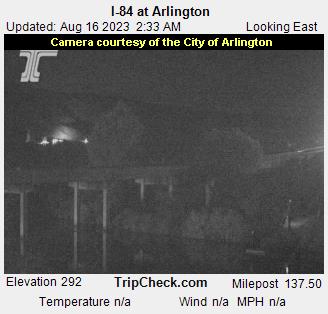 I-84 at Arlington
Updated: Aug 16 2023 2:33 AM Looking East
Camera courtesy of the City of Arlington
Elevation 292 TripCheck.com Milepost 137.50
Temperature n/a Wind n/a MPH n/a